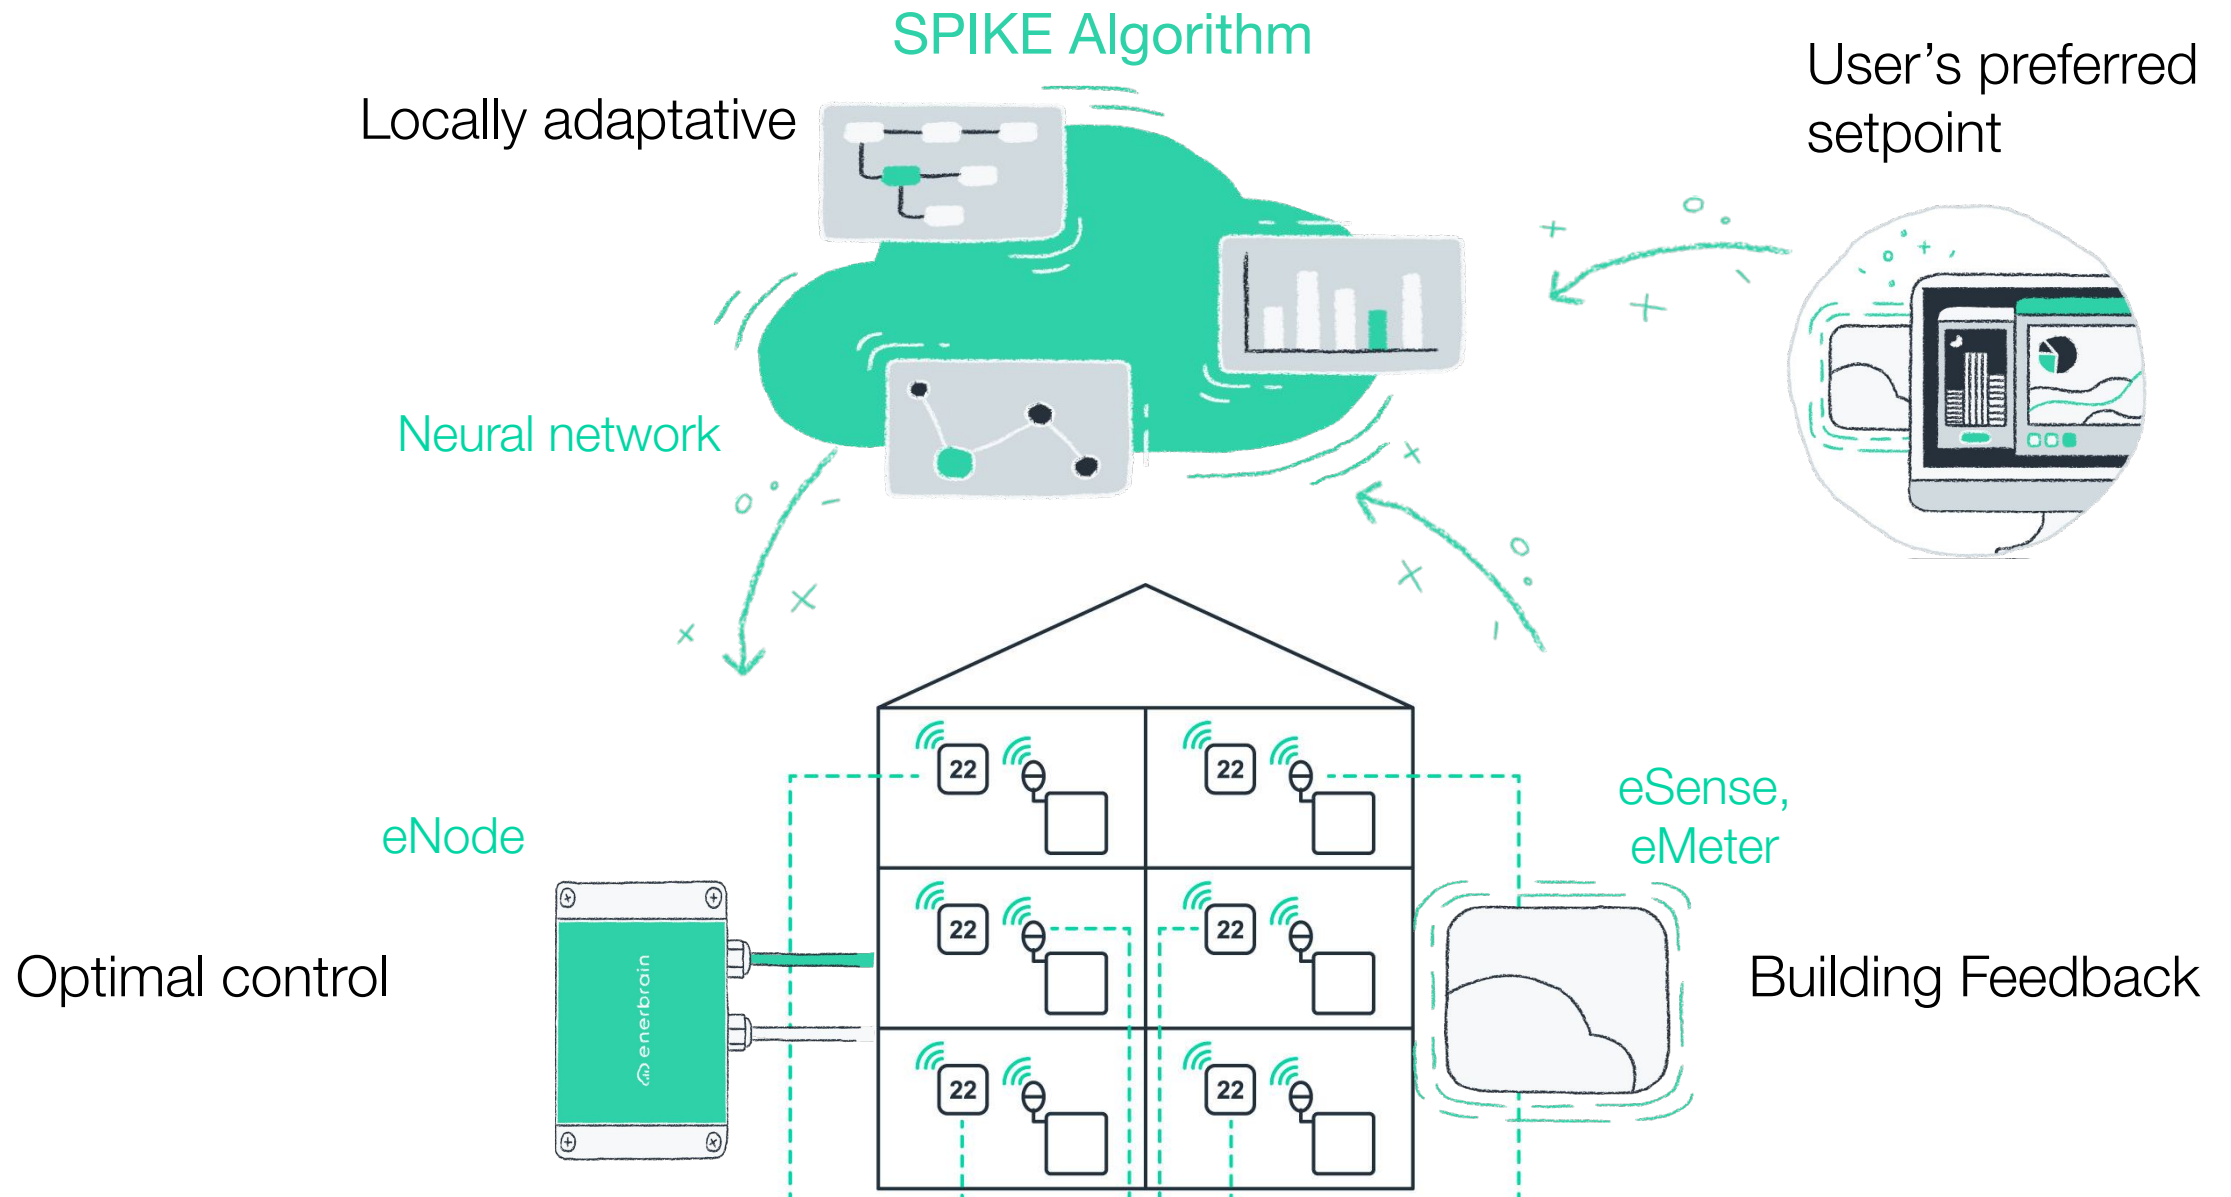 SPIKE Algorithm
User’s preferred
setpoint
Locally adaptative
Neural network
22
22
eSense,
eMeter
eNode
22
22
enerbrain
Optimal control
Building Feedback
22
22